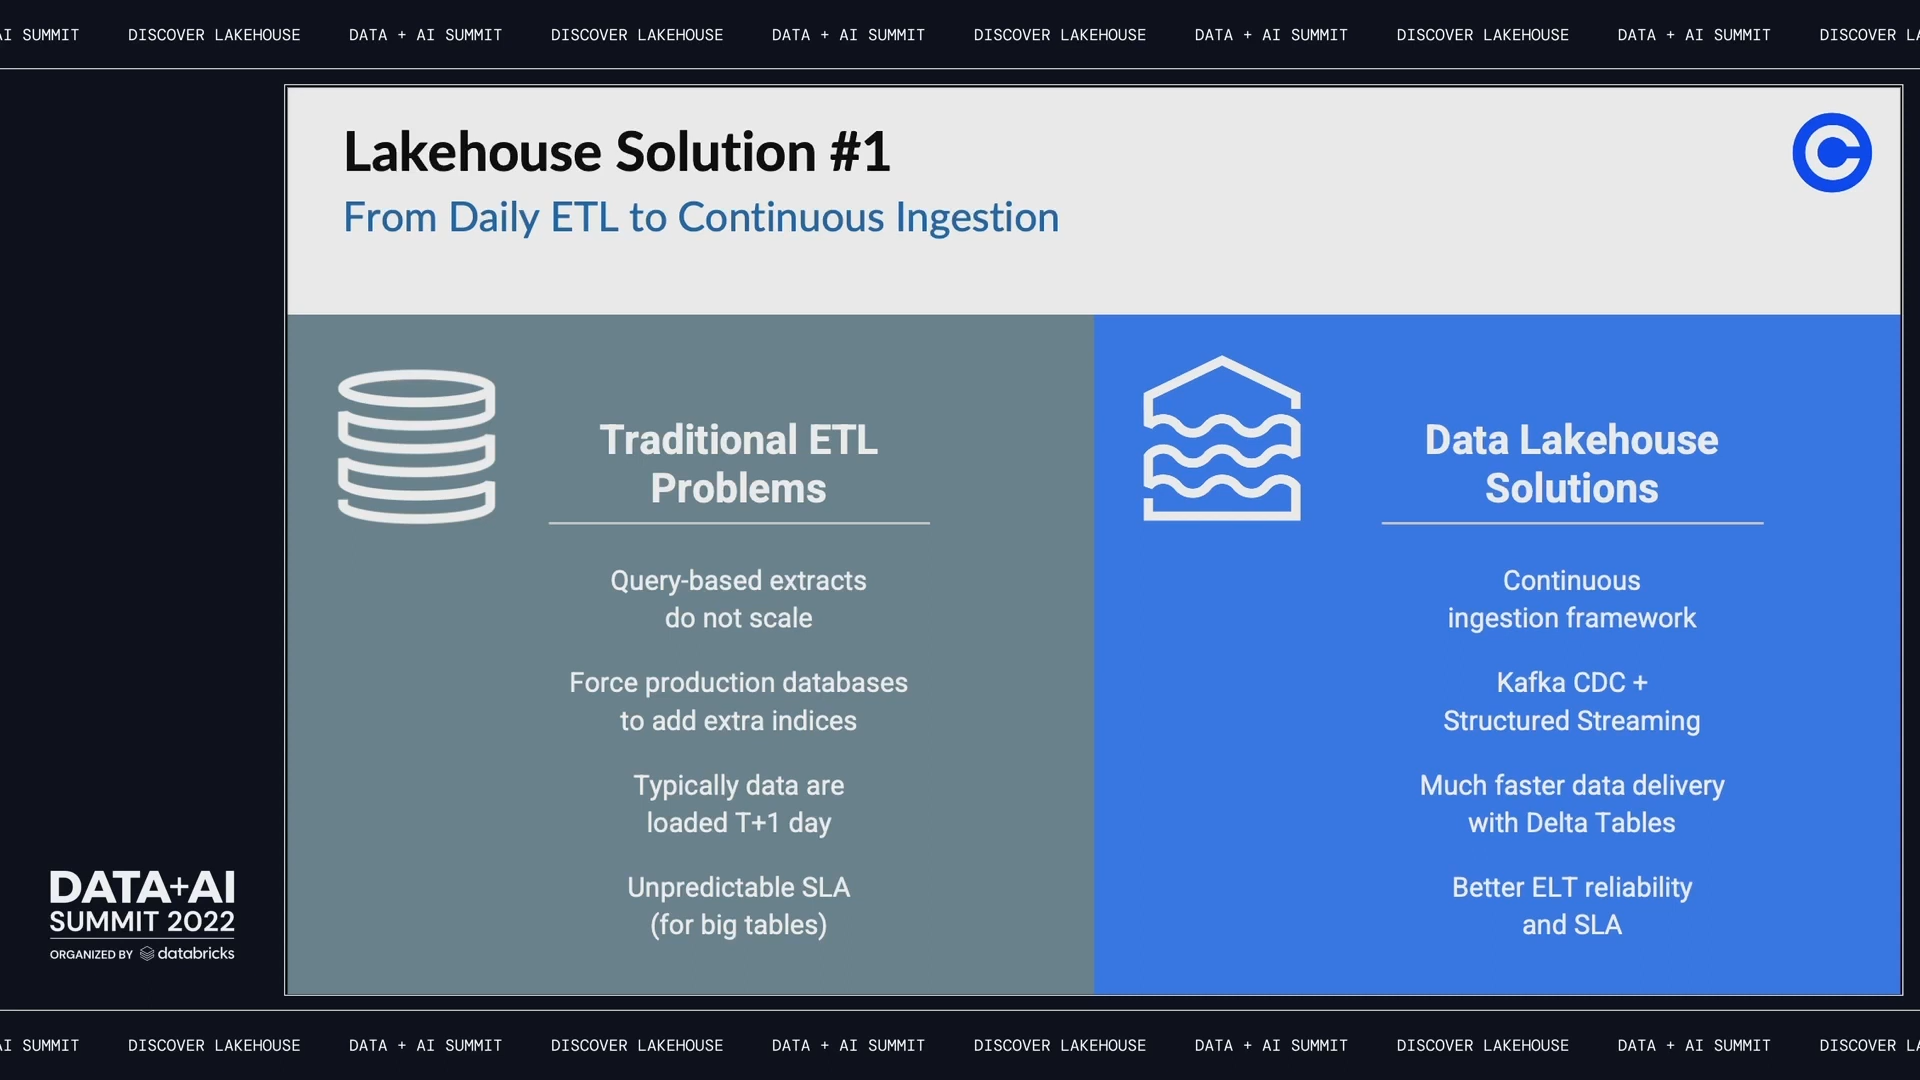 AI SUMMIT DISCOVER LAKEHOUSE DATA + AI SUMMIT DISCOVER LAKEHOUSE DATA + AI SUMMIT DISCOVER LAKEHOUSE DATA + AI SUMMIT DISCOVER LAKEHOUSE DATA + AI SUMMIT DISCOVER LA
Lakehouse Solution #1
From Daily ETL to Continuous Ingestion
Traditional ETL
Problems
Query-based extracts
do not scale
Force production databases
to add extra indices
Typically data are
loaded T+1 day
Unpredictable SLA
(for big tables)
Data Lakehouse
Solutions
Continuous
ingestion framework
Kafka CDC +
Structured Streaming
Much faster data delivery
with Delta Tables
Better ELT reliability
and SLA
DATA+AI
SUMMIT 2022
ORGANIZED BY databricks
AI SUMMIT DISCOVER LAKEHOUSE DATA + AI SUMMIT DISCOVER LAKEHOUSE DATA + AI SUMMIT DISCOVER LAKEHOUSE DATA + AI SUMMIT DISCOVER LAKEHOUSE DATA + AI SUMMIT DISCOVER LA